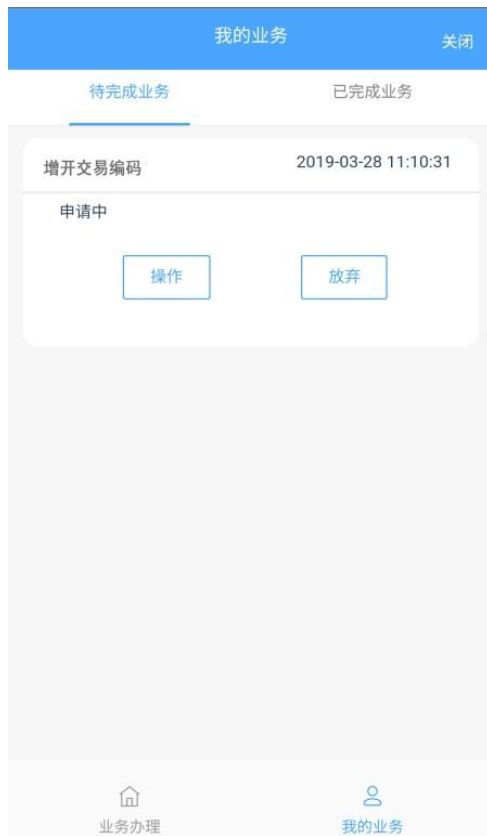 我的业务
关闭
待完成业务 已完成业务
增开交易编码 2019-03-28 11:10:31
申请中
操作 放弃
业务办理 我的业务